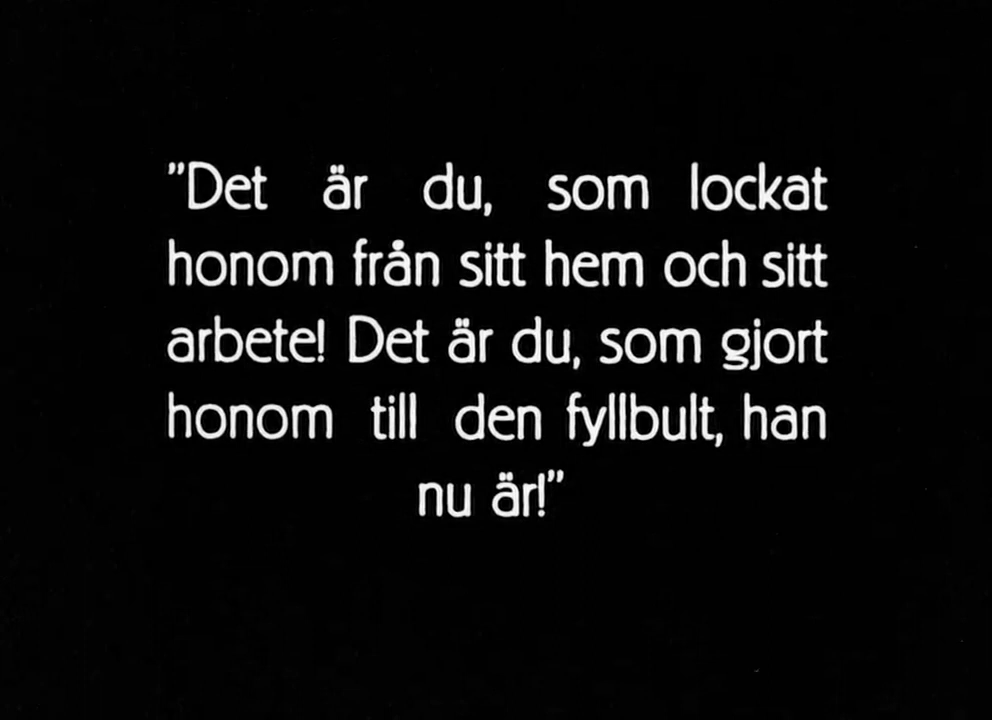 ”Det är du, som lockat
honom från sitt hem och sitt
arbete! Det är du, som gjort
honom till den fyllbult, han
nu är!”